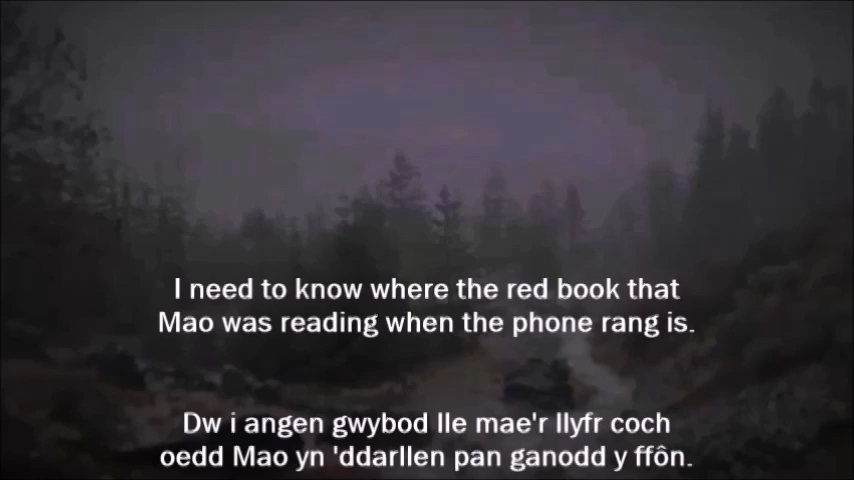 I need to know where the red book that
Mao was reading when the phone rang is.
Dw i angen gwybod lle mae'r llyfr coch
oedd Mao yn 'ddarllen pan ganodd y ffôn.